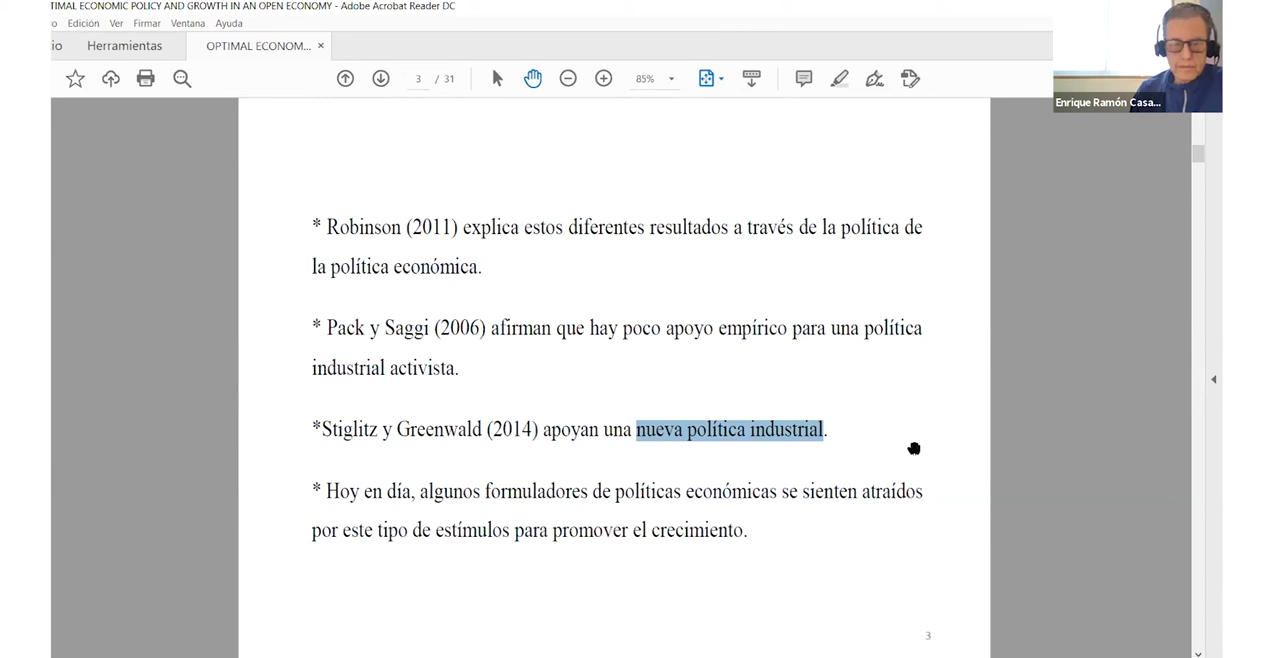 TIMAL ECONOMIC POLICY AND GROWTH IN AN OPEN ECONOMY - Adobe Acrobat Reader DC
Edición Ver Firmar Ventana Ayuda
io Herramientas OPTIMAL ECONOM... ×
3 / 31 85%
Enrique Ramón Casa...
* Robinson (2011) explica estos diferentes resultados a través de la política de
la política económica.
* Pack y Saggi (2006) afirman que hay poco apoyo empírico para una política
industrial activista.
*Stiglitz y Greenwald (2014) apoyan una nueva política industrial.
* Hoy en día, algunos formuladores de políticas económicas se sienten atraídos
por este tipo de estímulos para promover el crecimiento.
3